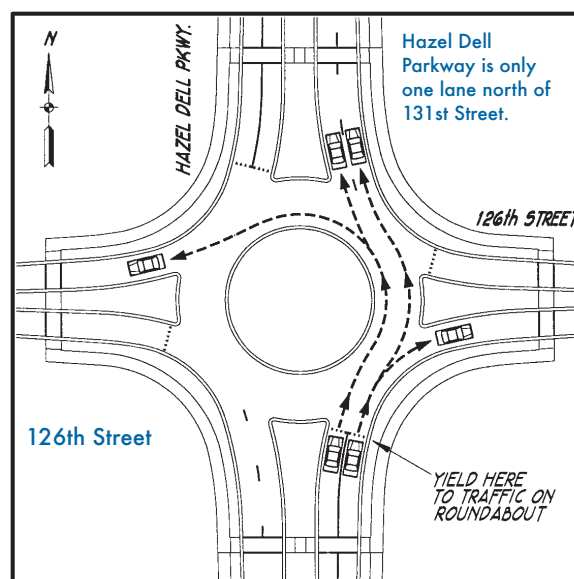 N
HAZEL DELL PKWY.
Hazel Dell
Parkway is only
one lane north of
131st Street.
126th STREET
126th Street
YIELD HERE
TO TRAFFIC ON
ROUNDABOUT